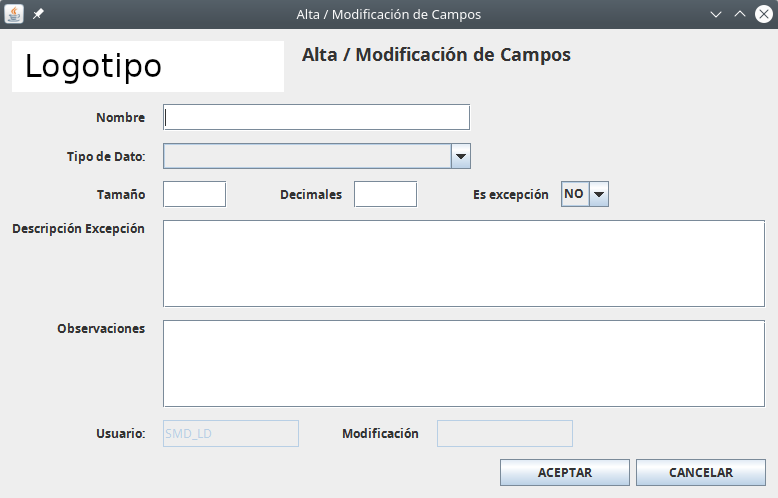 Alta / Modificación de Campos
Logotipo
Alta / Modificación de Campos
Nombre
Tipo de Dato:
Tamaño Decimales Es excepción NO
Descripción Excepción
Observaciones
Usuario: SMD_LD Modificación
ACEPTAR CANCELAR